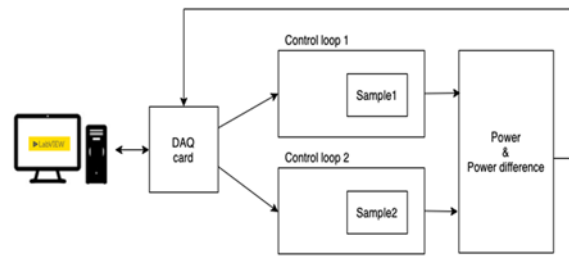 Control loop 1
Sample1
LabVIEW
DAQ
card
Control loop 2
Sample2
Power
&
Power difference